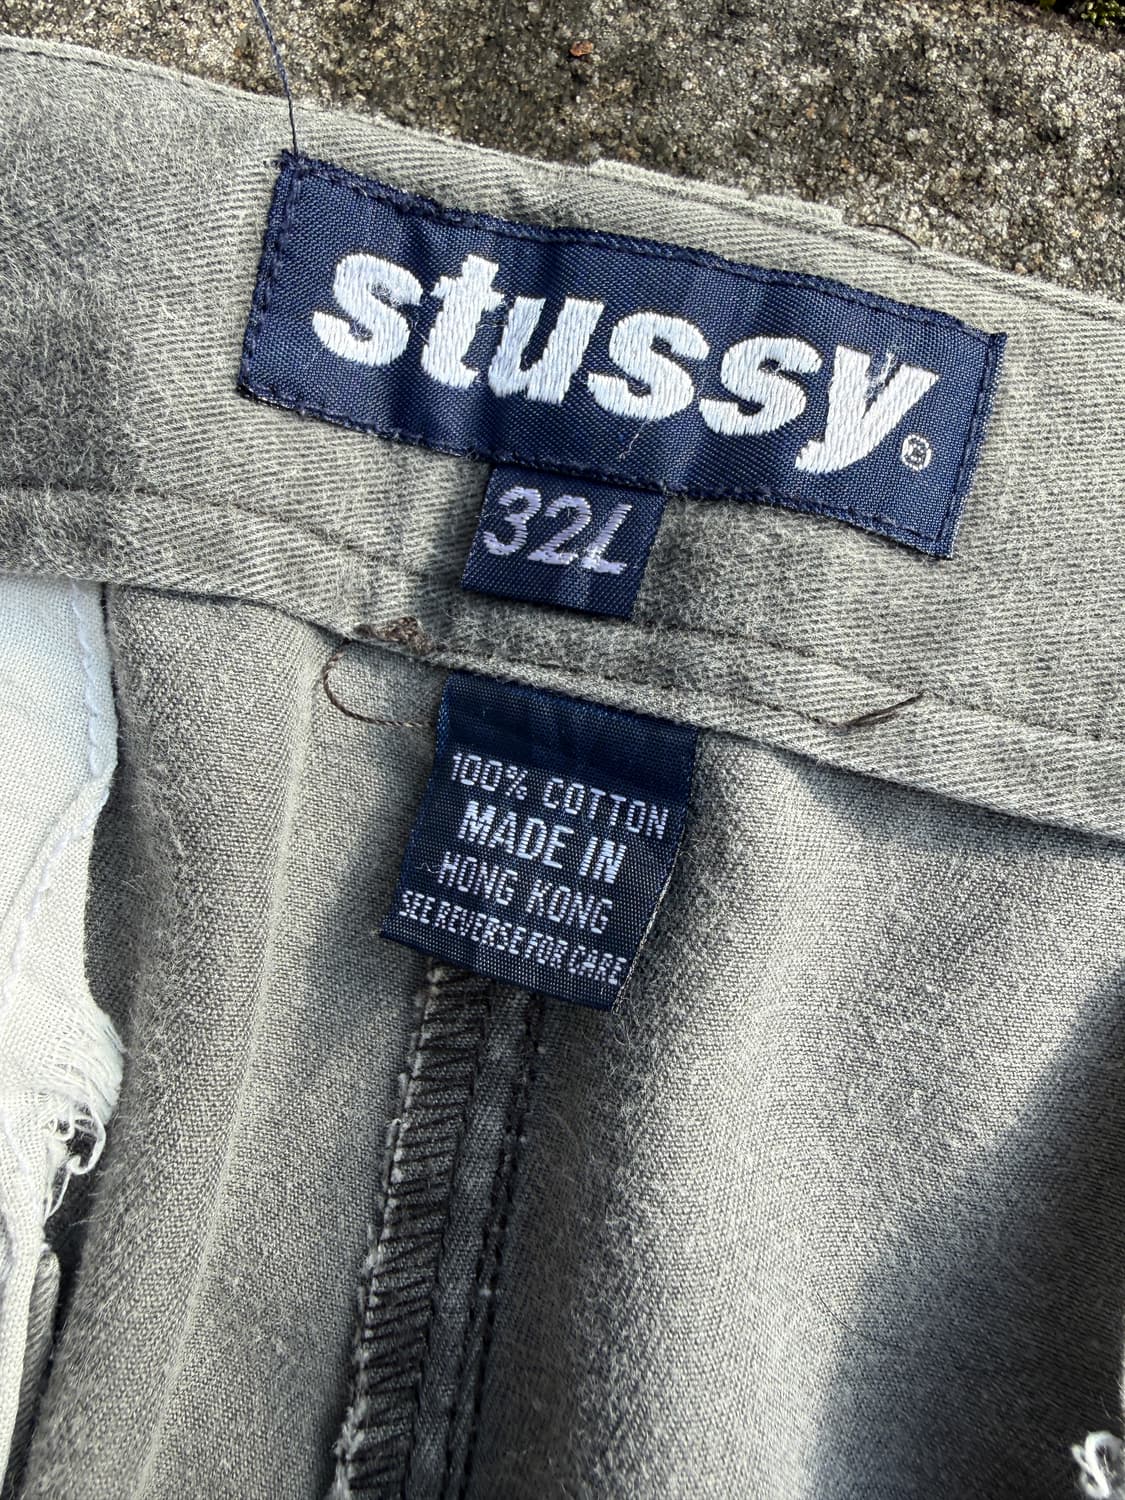 stussy®
32L
100% COTTON
MADE IN
HONG KONG
SEE REVERSE FOR CARE